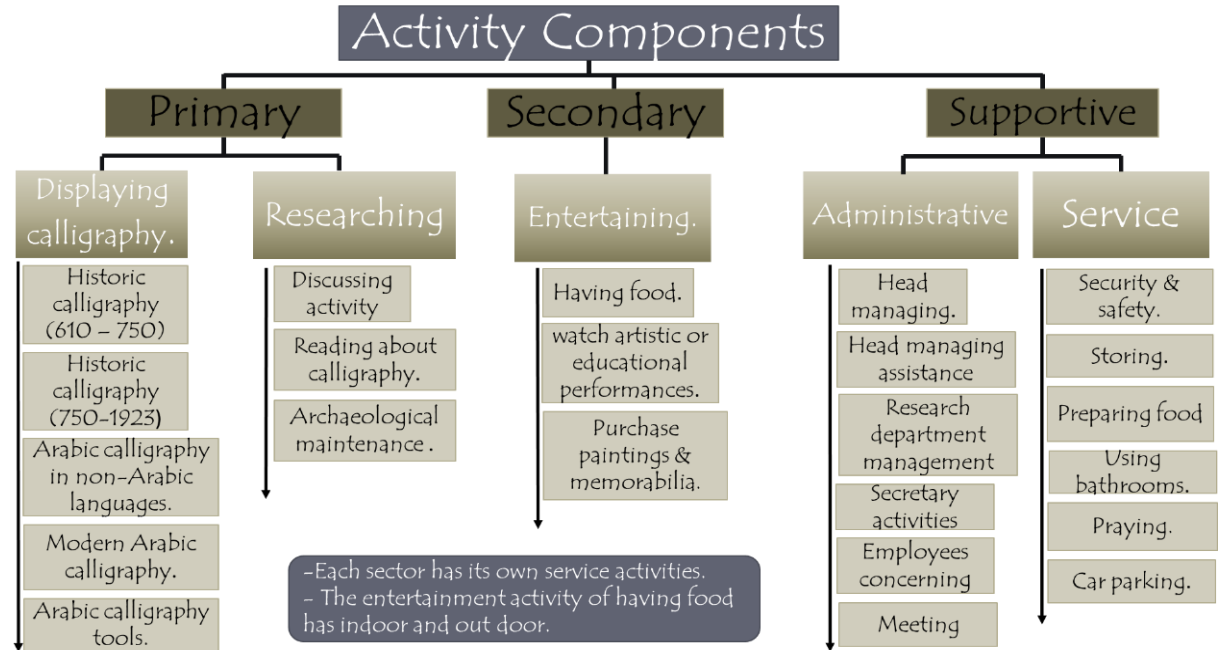 Activity Components
Primary
Secondary
Supportive
Displaying
calligraphy.
Researching
Entertaining.
Administrative
Service
Historic
calligraphy
(610 – 750)
Historic
calligraphy
(750-1923)
Arabic calligraphy
in non-Arabic
languages.
Modern Arabic
calligraphy.
Arabic calligraphy
tools.
Discussing
activity
Reading about
calligraphy.
Archaeological
maintenance .
Having food.
watch artistic or
educational
performances.
Purchase
paintings &
memorabilia.
Head
managing.
Head managing
assistance
Research
department
management
Secretary
activities
Employees
concerning
Meeting
Security &
safety.
Storing.
Preparing food
Using
bathrooms.
Praying.
Car parking.
-Each sector has its own service activities.
- The entertainment activity of having food
has indoor and out door.